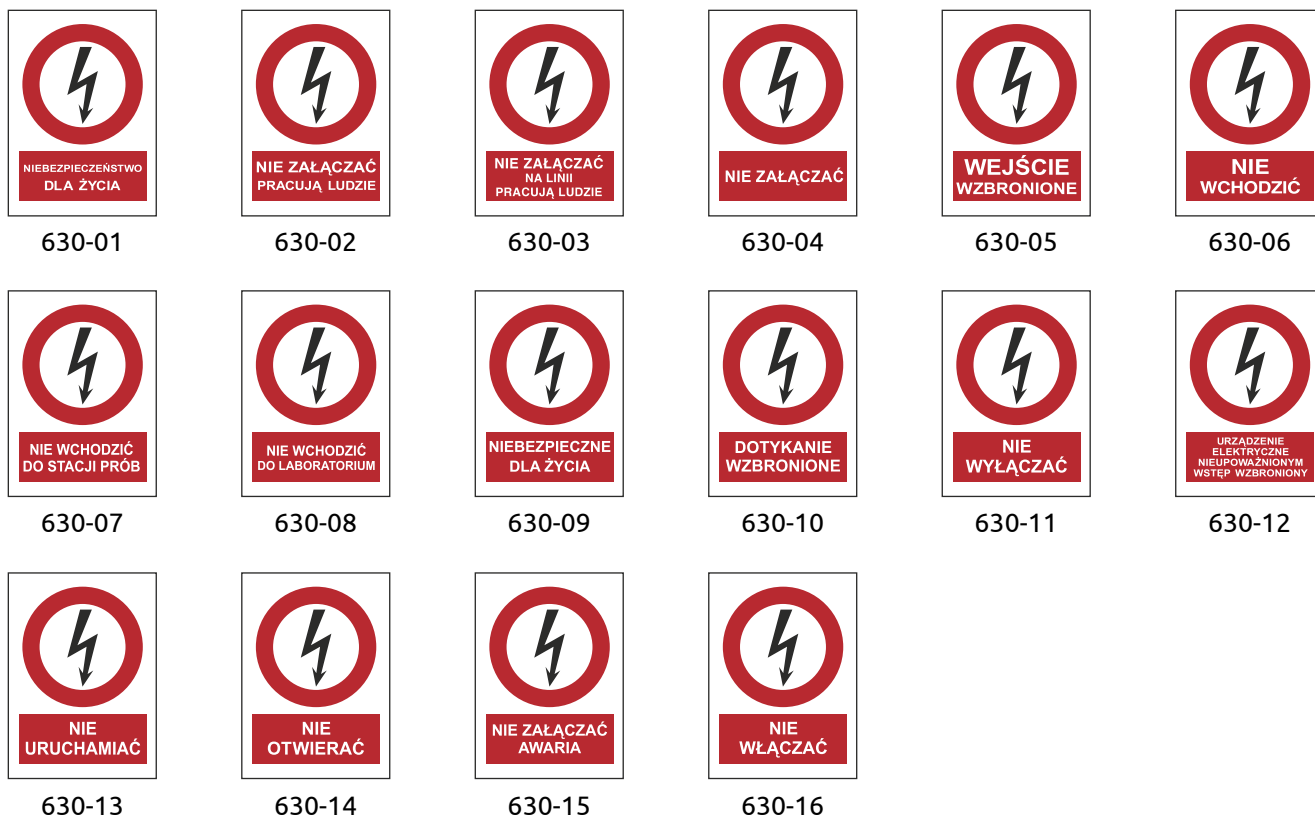 NIEBEZPIECZEŃSTWO
DLA ŻYCIA
630-01
NIE ZAŁĄCZAĆ
PRACUJĄ LUDZIE
630-02
NIE ZAŁĄCZAĆ
NA LINII
PRACUJĄ LUDZIE
630-03
NIE ZAŁĄCZAĆ
630-04
WEJŚCIE
WZBRONIONE
630-05
NIE
WCHODZIĆ
630-06
NIE WCHODZIĆ
DO STACJI PRÓB
630-07
NIE WCHODZIĆ
DO LABORATORIUM
630-08
NIEBEZPIECZNE
DLA ŻYCIA
630-09
DOTYKANIE
WZBRONIONE
630-10
NIE
WYŁĄCZAĆ
630-11
URZĄDZENIE
ELEKTRYCZNE
NIEUPOWAŻNIONYM
WSTĘP WZBRONIONY
630-12
NIE
URUCHAMIAĆ
630-13
NIE
OTWIERAĆ
630-14
NIE ZAŁĄCZAĆ
AWARIA
630-15
NIE
WŁĄCZAĆ
630-16